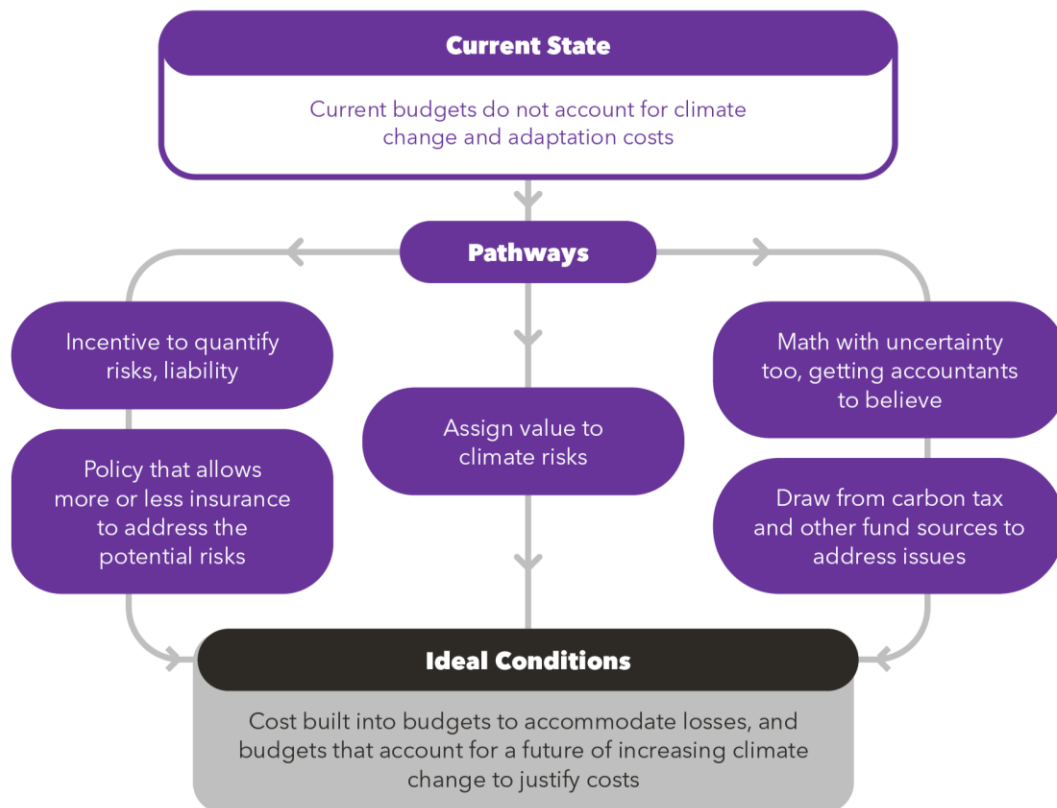 Current State
Current budgets do not account for climate
change and adaptation costs
Pathways
Incentive to quantify
risks, liability
Policy that allows
more or less insurance
to address the
potential risks
Assign value to
climate risks
Math with uncertainty
too, getting accountants
to believe
Draw from carbon tax
and other fund sources to
address issues
Ideal Conditions
Cost built into budgets to accommodate losses, and
budgets that account for a future of increasing climate
change to justify costs